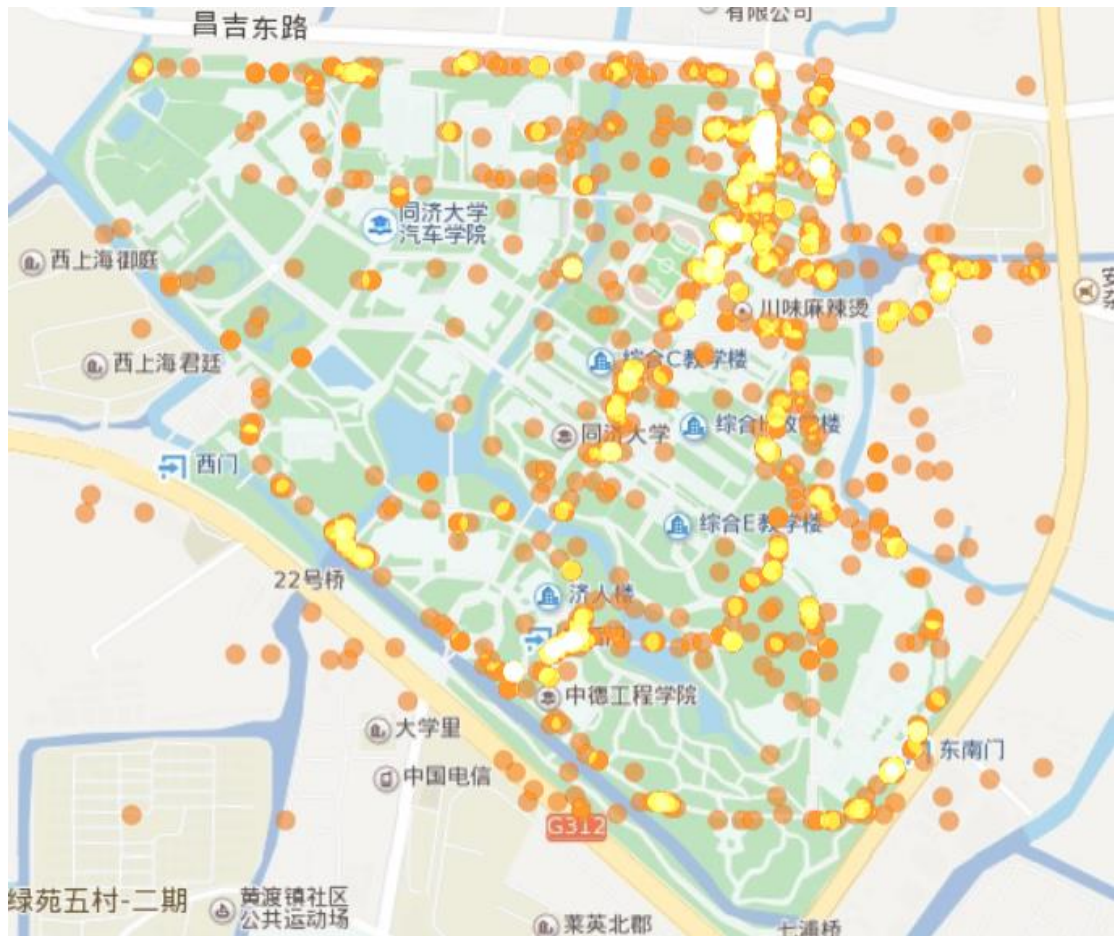 有限公司
昌吉东路
同济大学
汽车学院
西上海御庭
川味麻辣烫
西上海君廷
综合C教学楼
同济大学
西门
综合E教学楼
22号桥
济人楼
中德工程学院
大学里
东南门
中国电信
G312
绿苑五村-二期
黄渡镇社区
公共运动场
莱英北郡
七浦桥